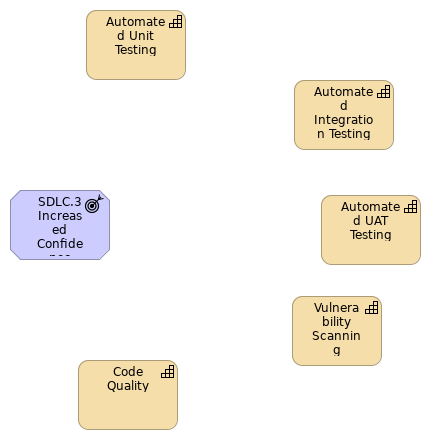 Automate
d Unit
Testing
Automate
d
Integratio
n Testing
SDLC.3
Increas
ed
Confide
Automate
d UAT
Testing
Vulnera
bility
Scannin
g
Code
Quality